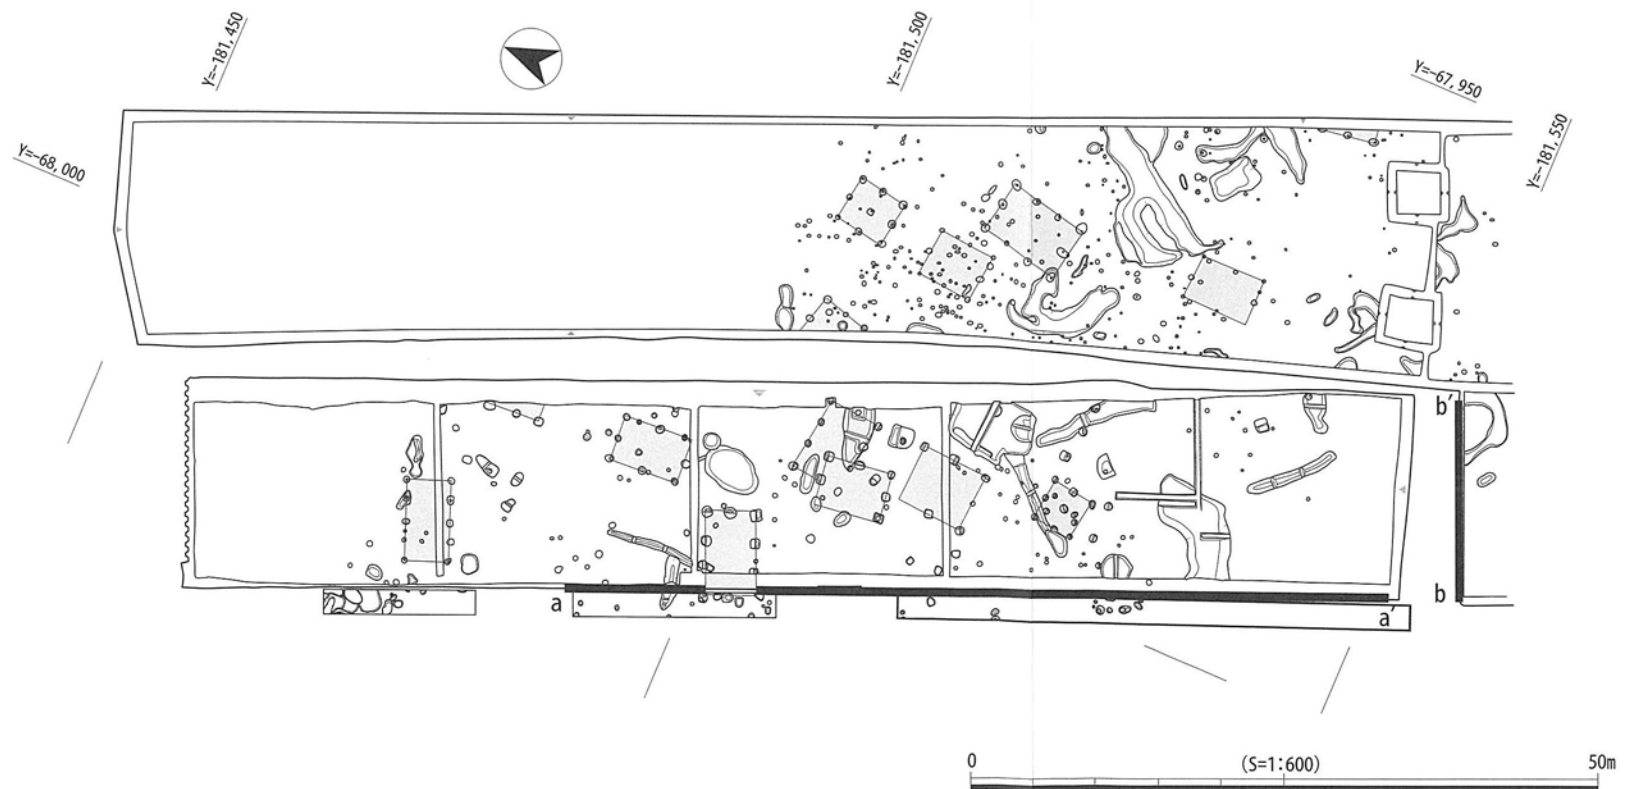 Y=-181, 450
Y=-181, 500
Y=-67, 950
Y=-181, 550
Y=-68, 000
b′
a
b
a′
0
(S=1:600)
50m